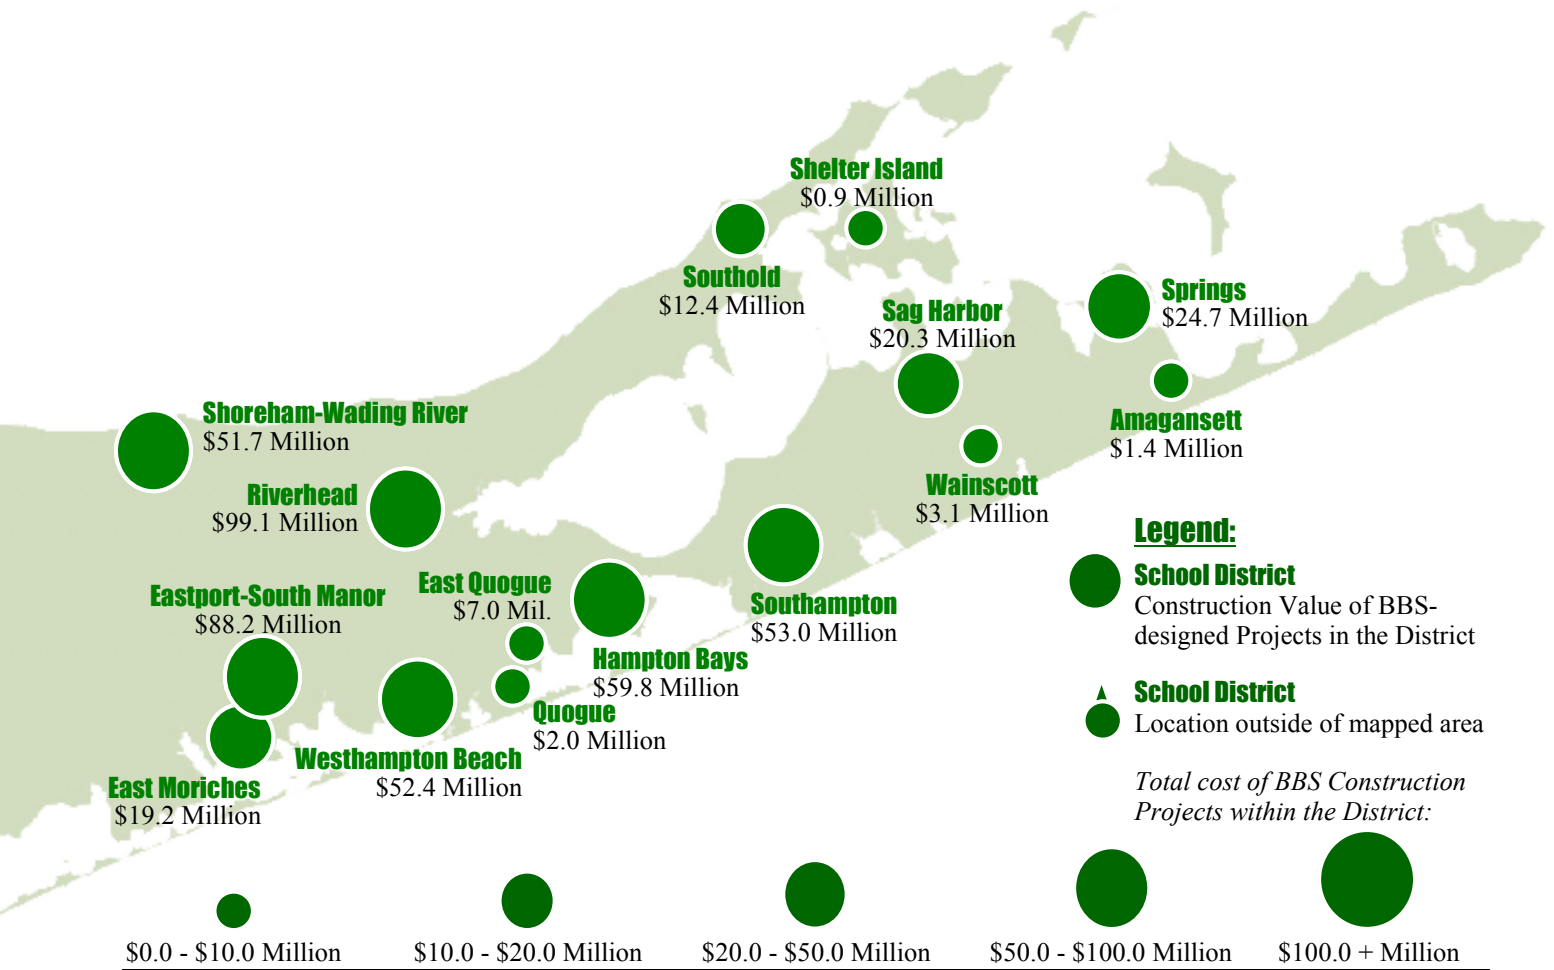 Shelter Island
$0.9 Million
Southold
$12.4 Million
Springs
$24.7 Million
Sag Harbor
$20.3 Million
Amagansett
$1.4 Million
Shoreham-Wading River
$51.7 Million
Riverhead
$99.1 Million
Wainscott
$3.1 Million
Eastport-South Manor
$88.2 Million
East Quogue
$7.0 Mil.
Southampton
$53.0 Million
Hampton Bays
$59.8 Million
Quogue
$2.0 Million
Westhampton Beach
$52.4 Million
East Moriches
$19.2 Million
Legend:
School District
Construction Value of BBS-
designed Projects in the District
School District
Location outside of mapped area
Total cost of BBS Construction
Projects within the District:
$0.0 - $10.0 Million
$10.0 - $20.0 Million
$20.0 - $50.0 Million
$50.0 - $100.0 Million
$100.0 + Million